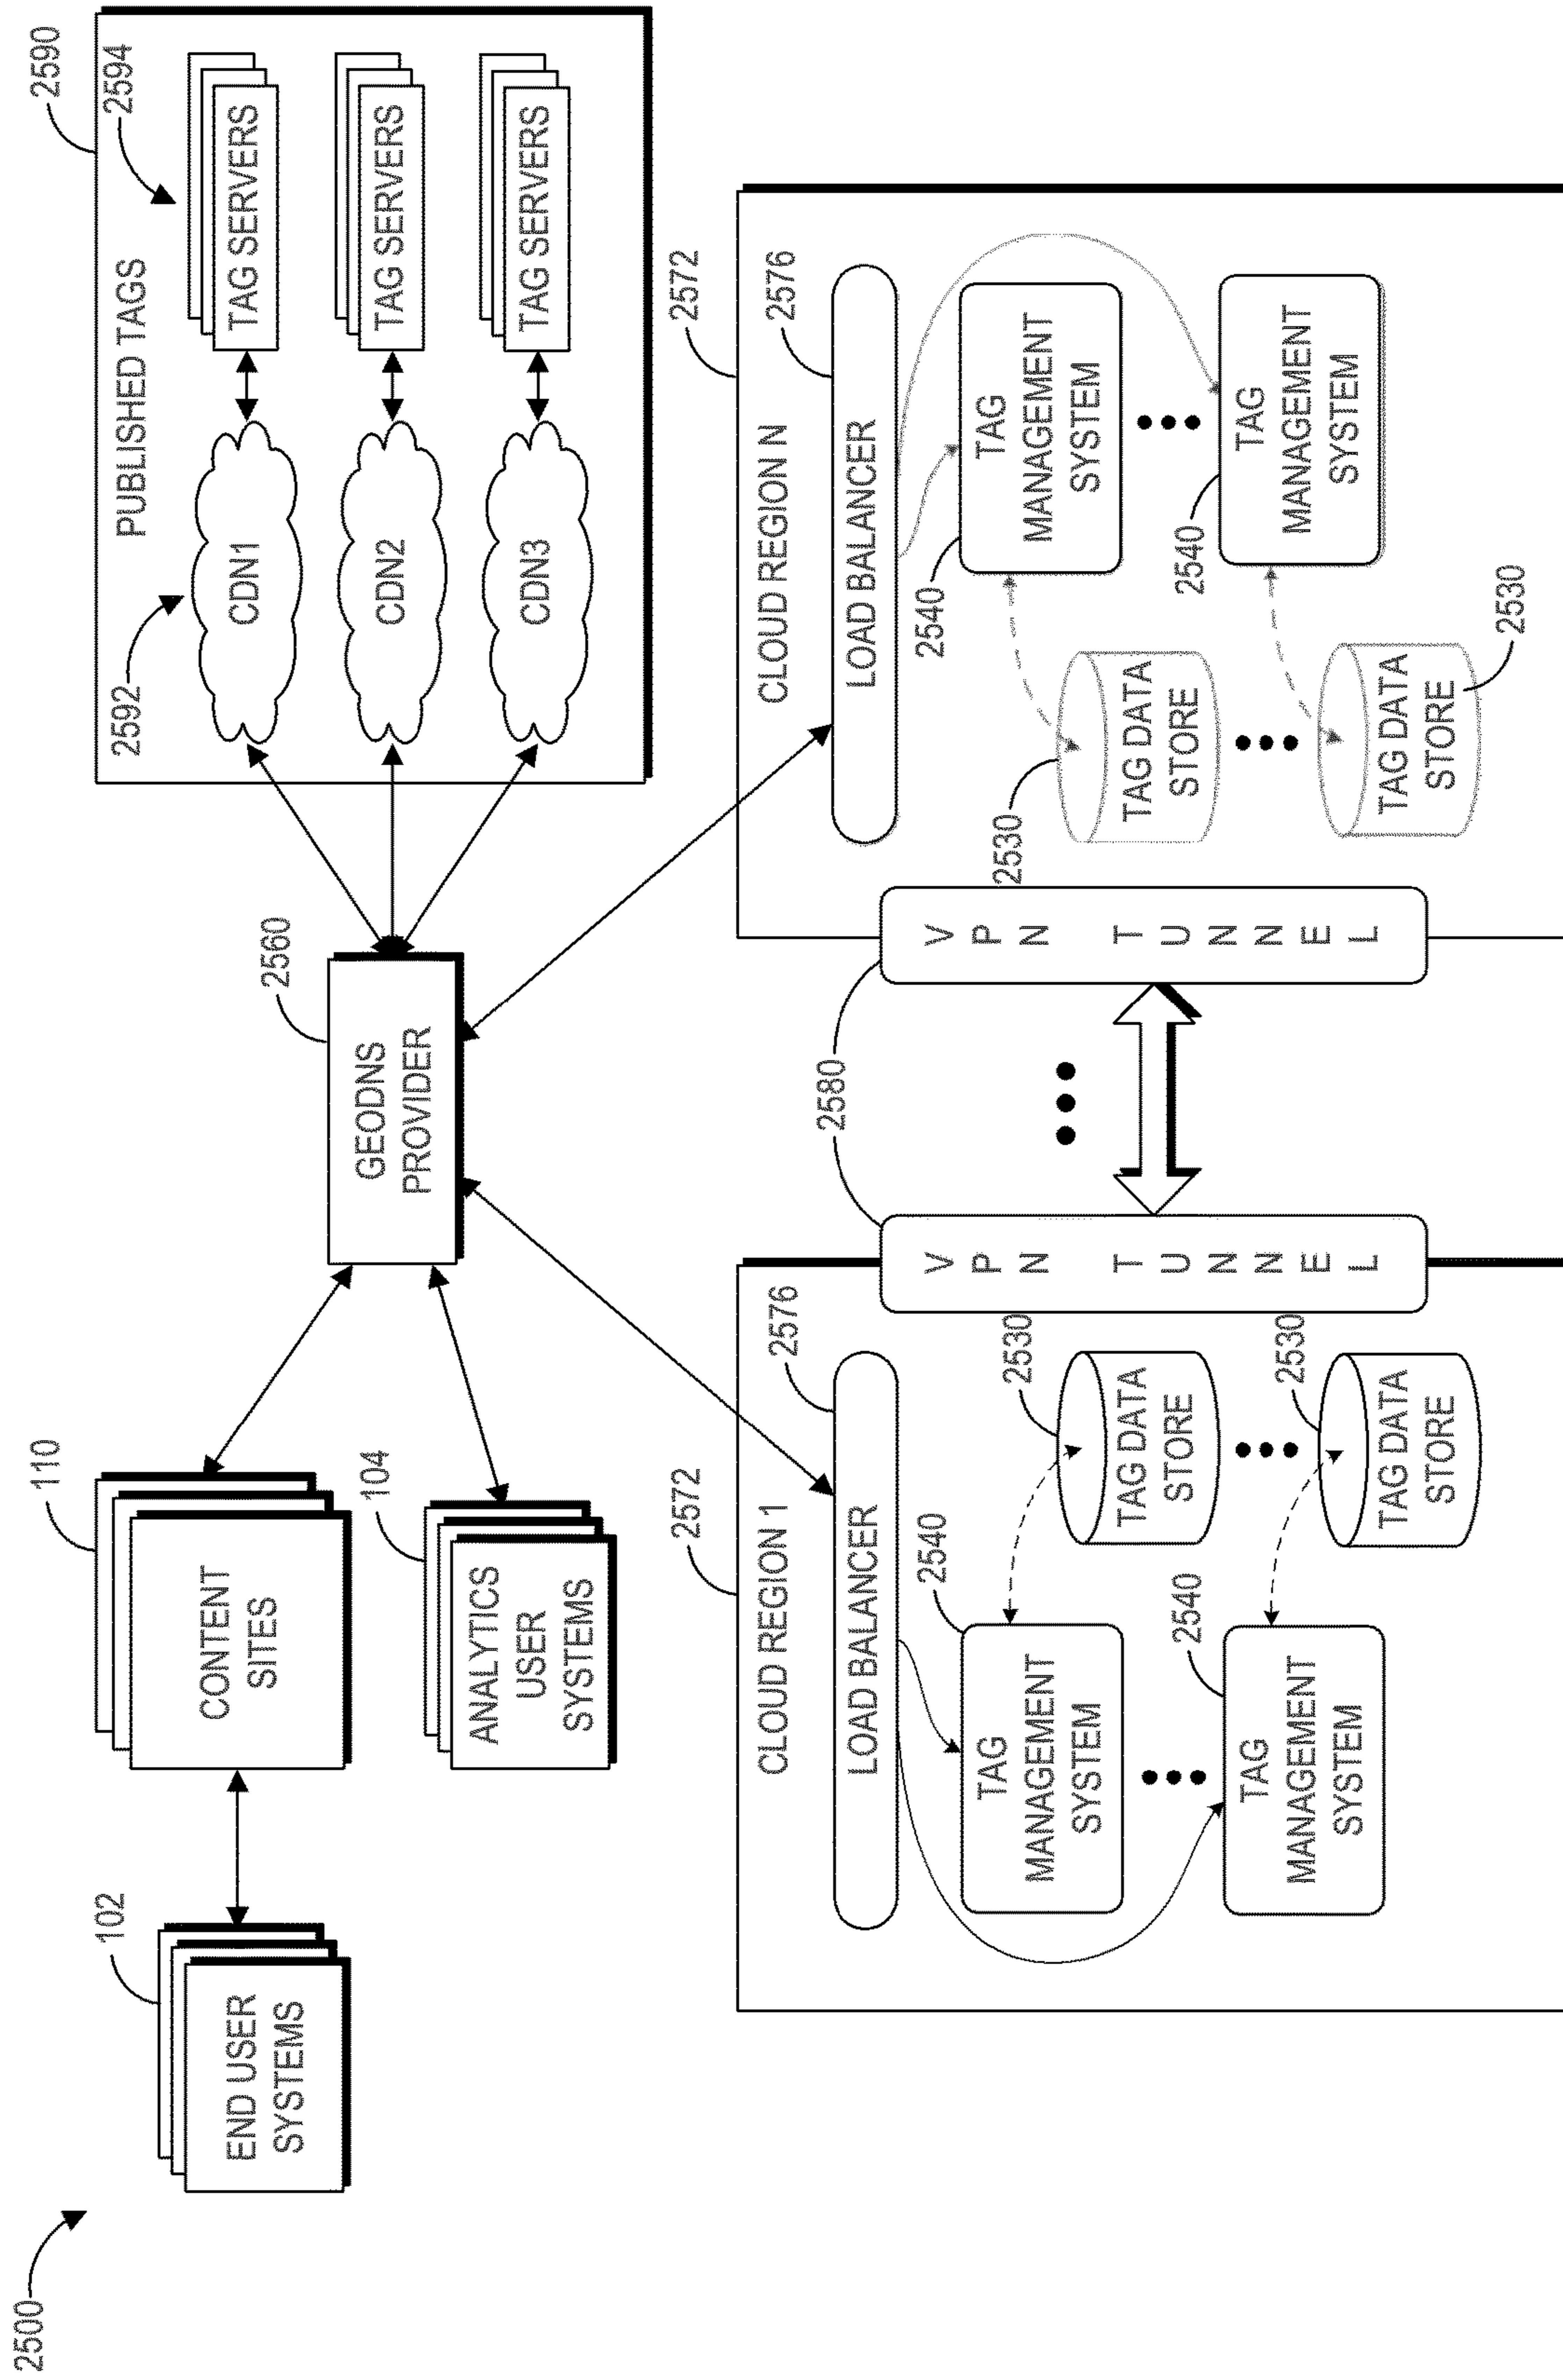 2500
102
END USER
SYSTEMS
110
CONTENT
SITES
104
ANALYTICS
USER
SYSTEMS
2560
GEODNS
PROVIDER
2590
PUBLISHED TAGS
2592
2594
CDN1
TAG SERVERS
CDN2
TAG SERVERS
CDN3
TAG SERVERS
2572
CLOUD REGION 1
2576
LOAD BALANCER
2540
TAG
MANAGEMENT
SYSTEM
2530
TAG DATA
STORE
2540
TAG
MANAGEMENT
SYSTEM
2530
TAG DATA
STORE
VPN TUNNEL
2580
VPN TUNNEL
2572
CLOUD REGION N
2576
LOAD BALANCER
2540
TAG
MANAGEMENT
SYSTEM
2530
TAG DATA
STORE
2540
TAG
MANAGEMENT
SYSTEM
2530
TAG DATA
STORE